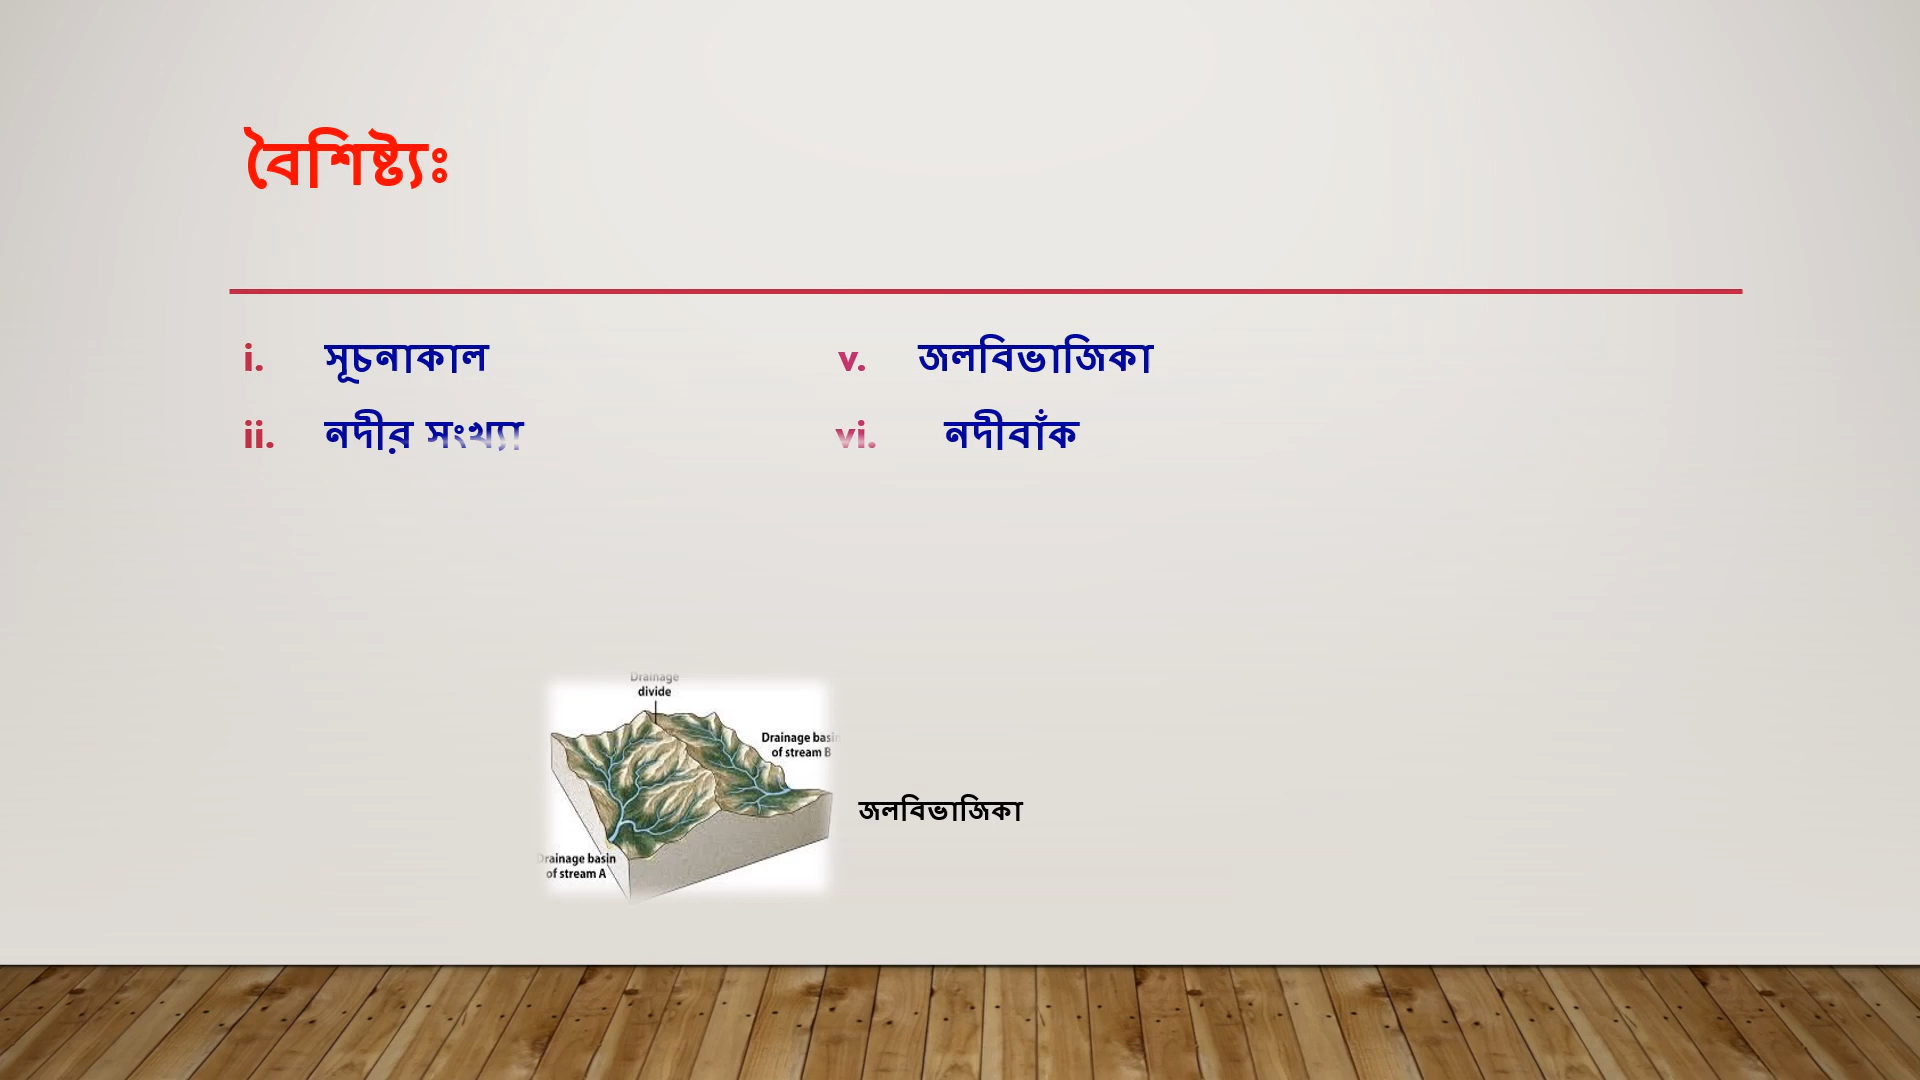 বৈশিষ্ট্যঃ
i. সূচনাকাল
v. জলবিভাজিকা
ii. নদীর সংখ্যা
vi. নদীবাঁক
Drainage
divide
Drainage basin
of stream B
জলবিভাজিকা
Drainage basin
of stream A